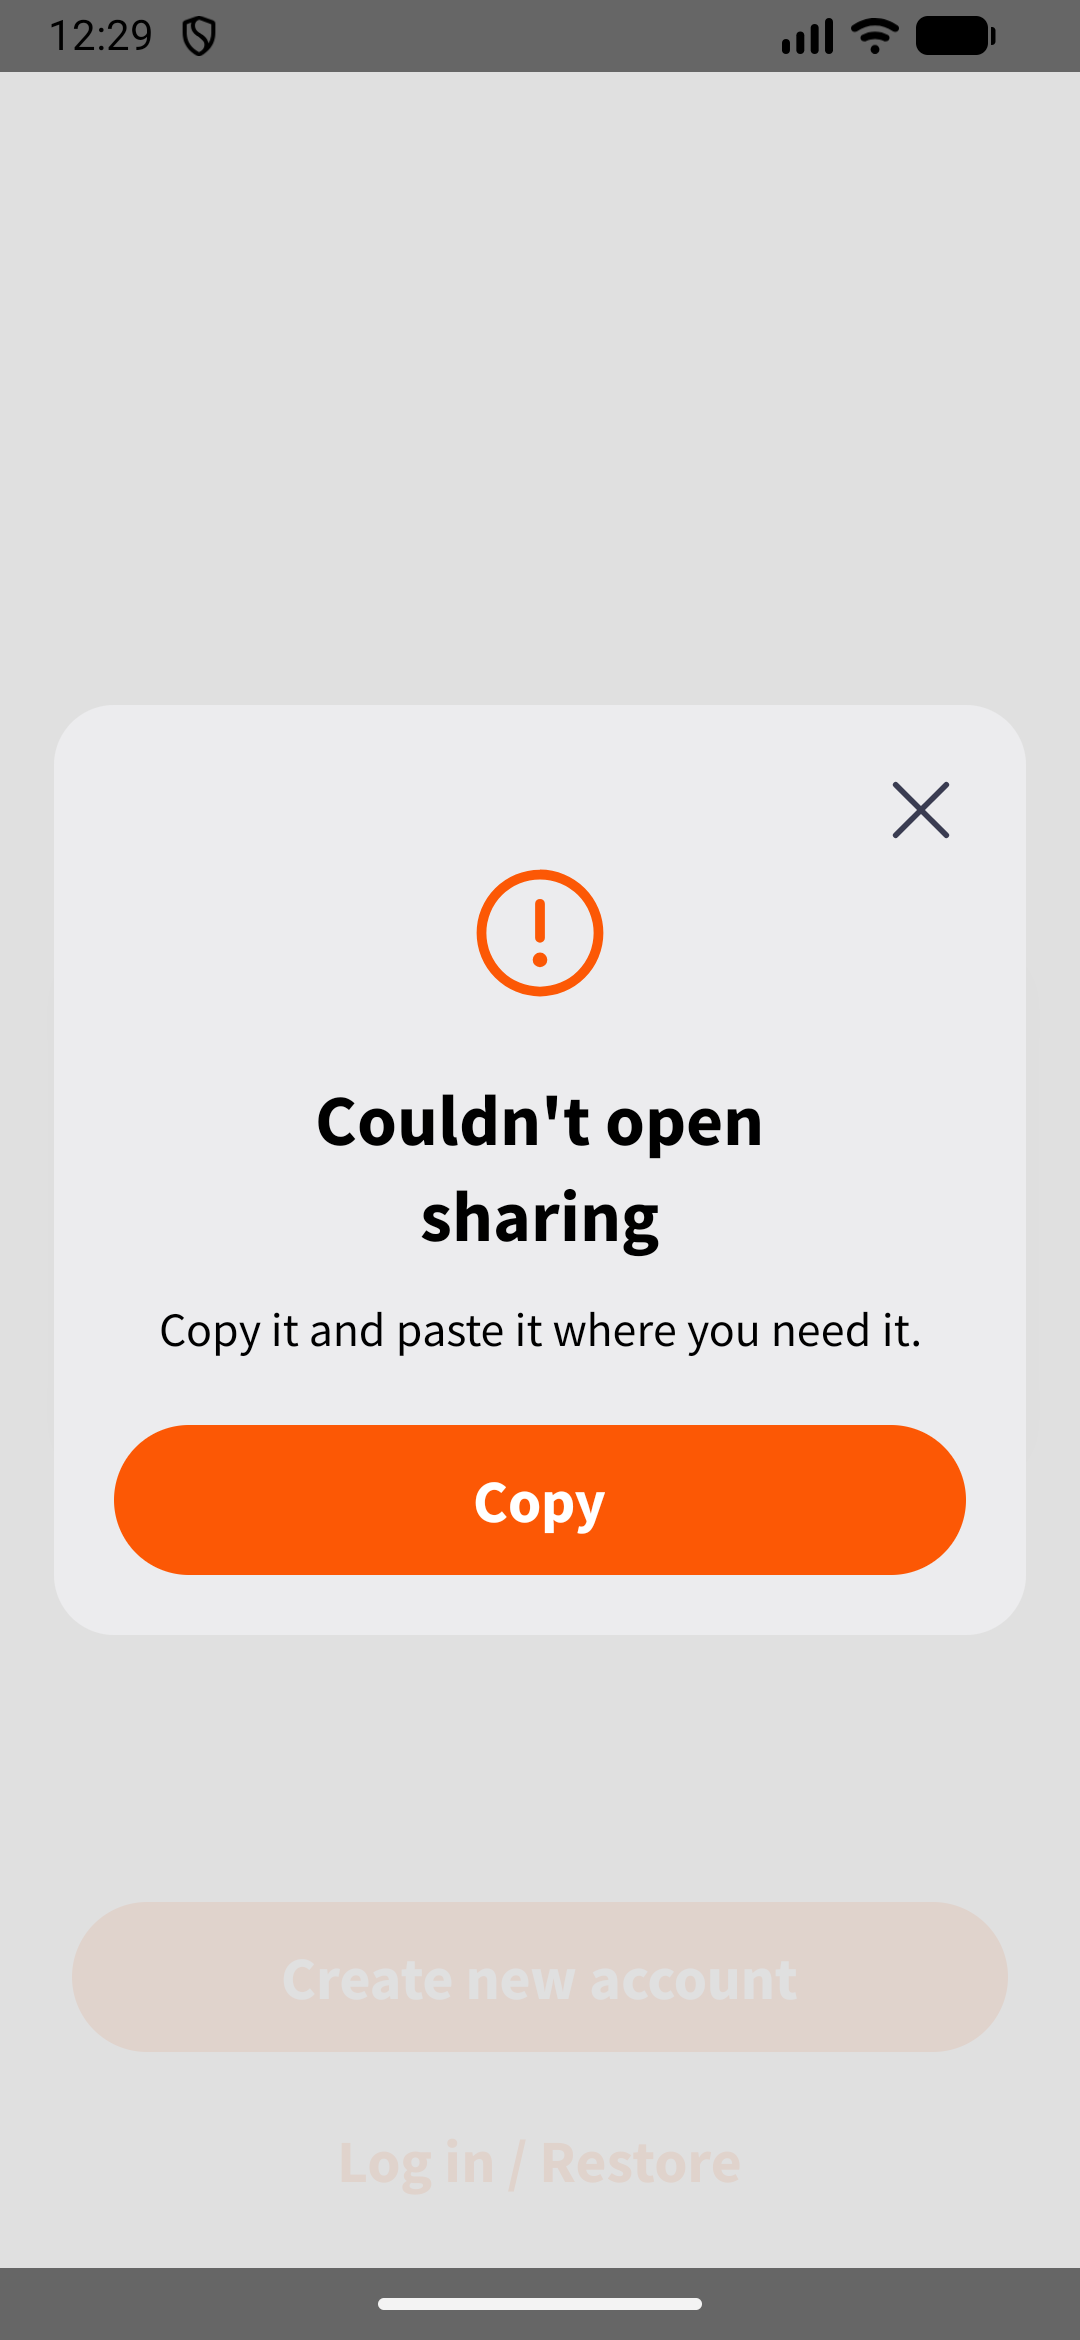 12:29
Couldn't open
sharing
Copy it and paste it where you need it.
Copy
Create new account
Log in / Restore